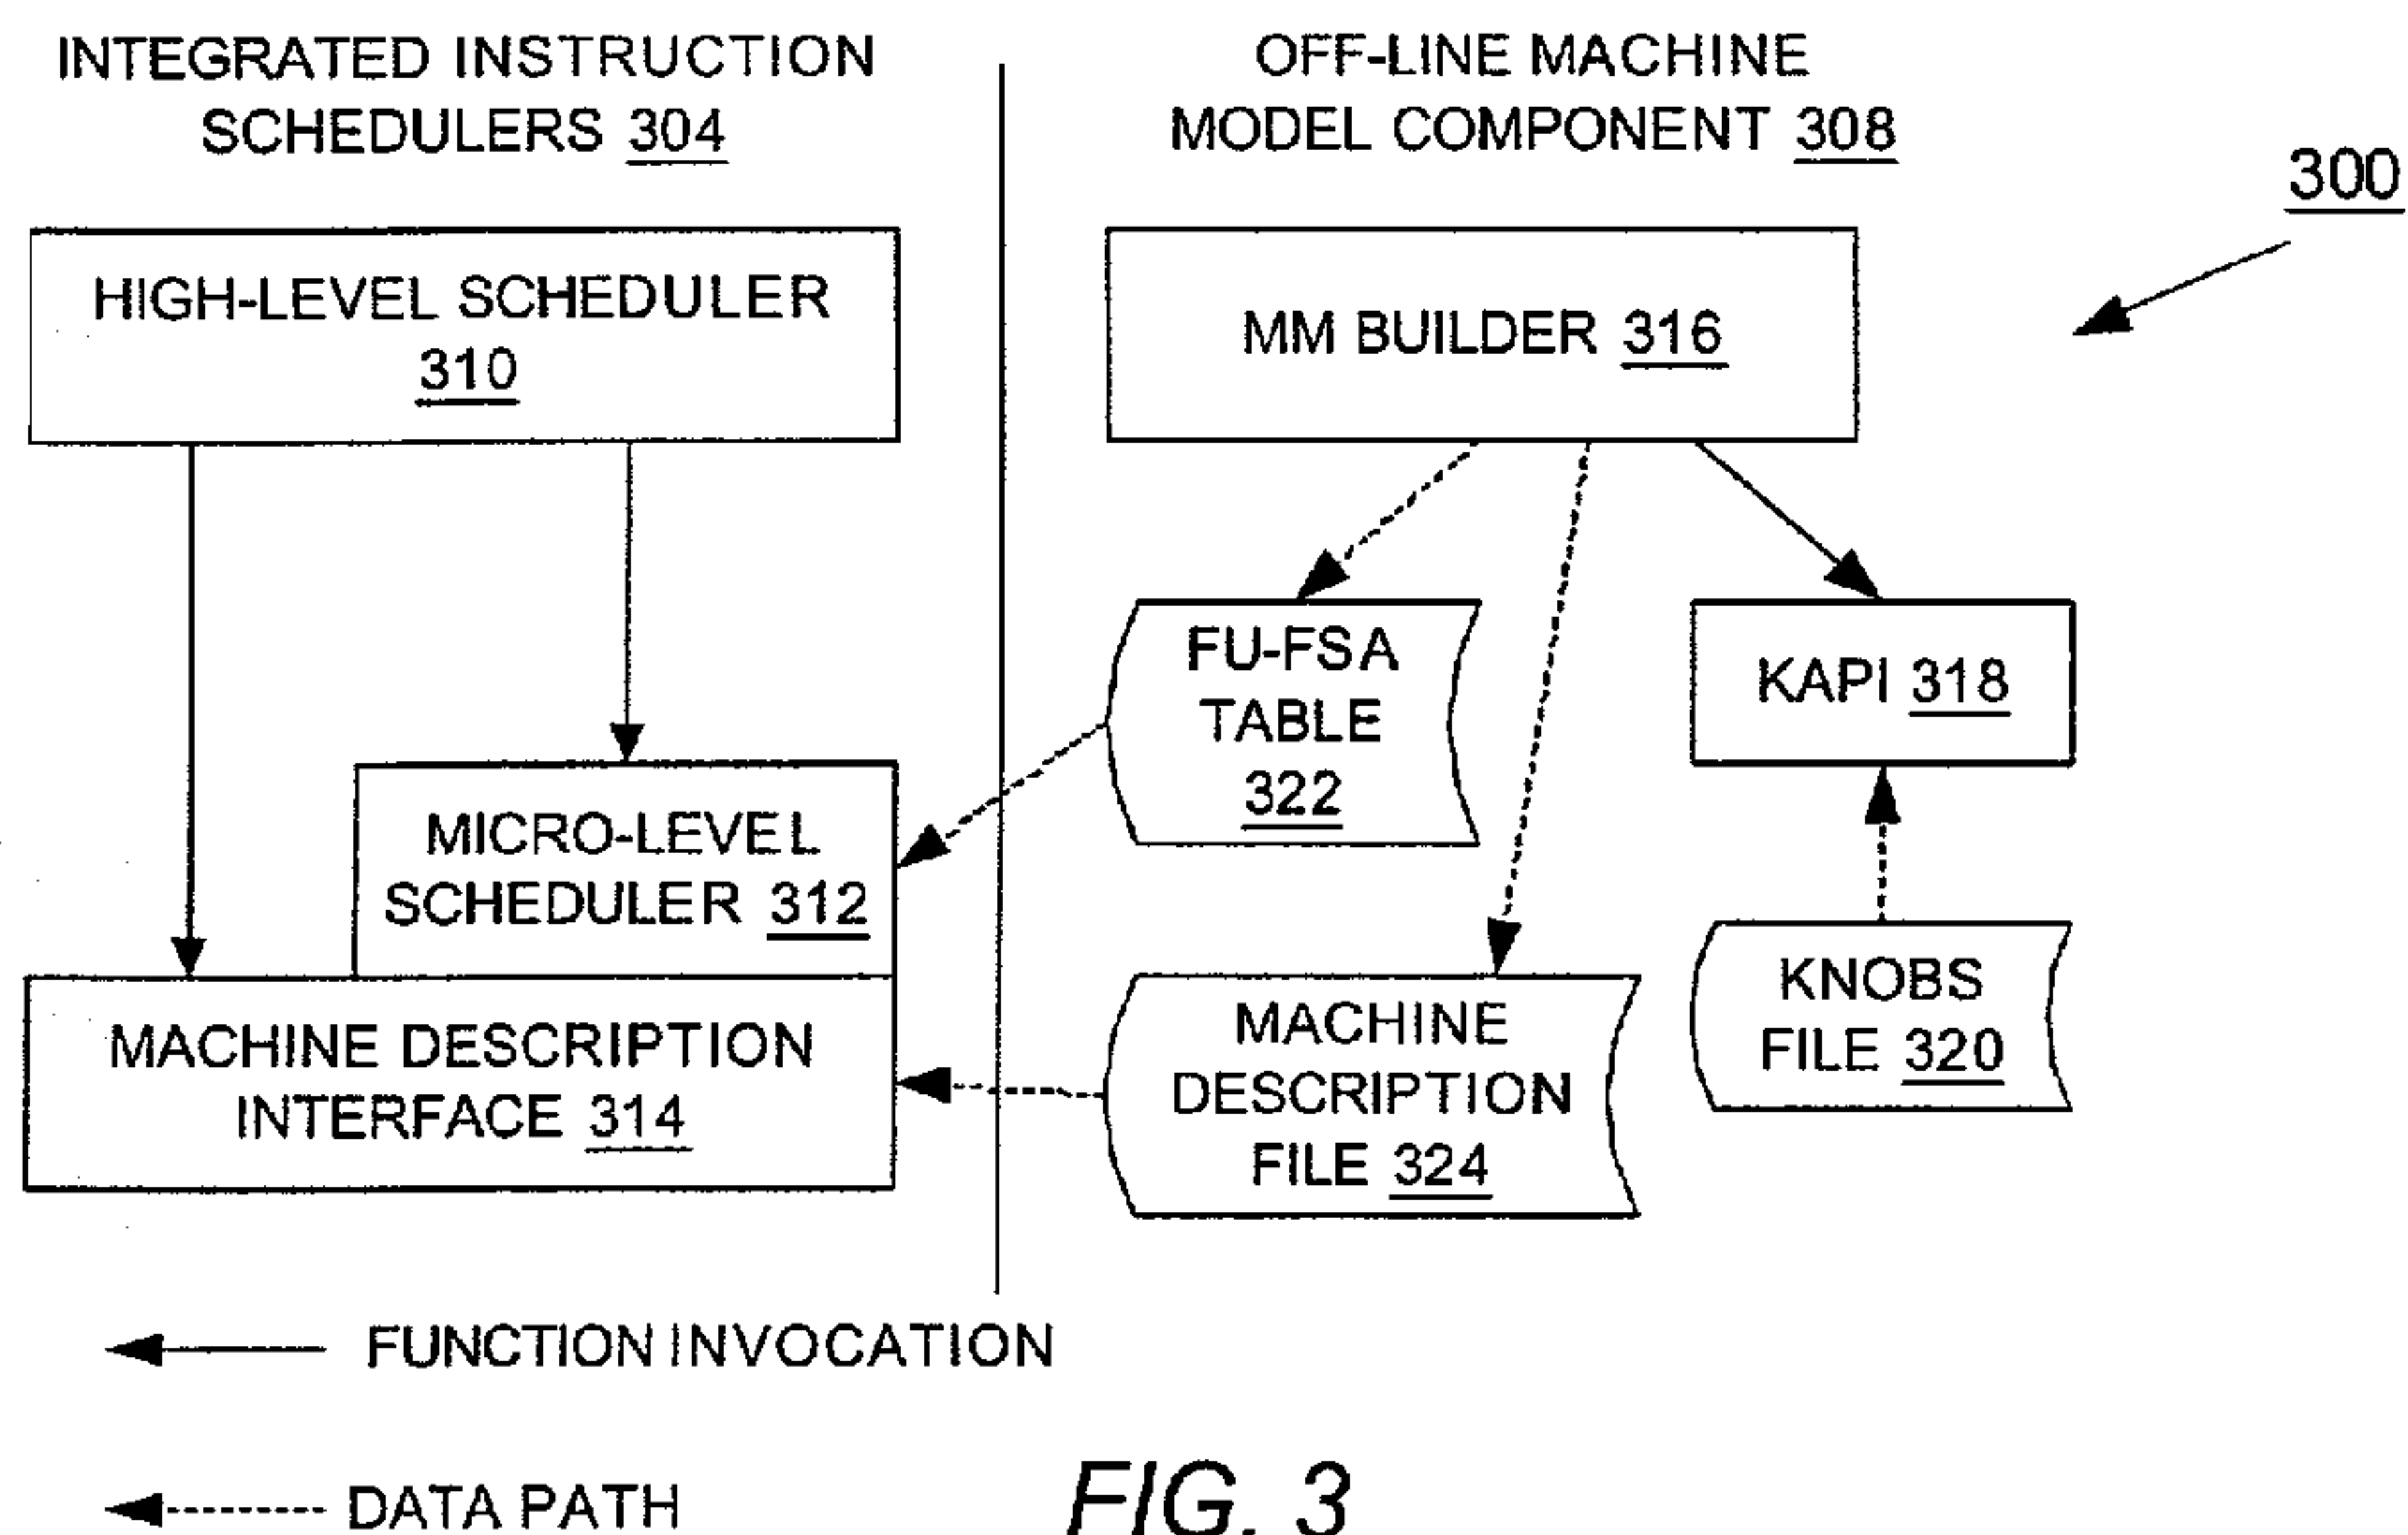 INTEGRATED INSTRUCTION
SCHEDULERS 304
OFF-LINE MACHINE
MODEL COMPONENT 308
300
HIGH-LEVEL SCHEDULER
310
MM BUILDER 316
FU-FSA
TABLE
322
KAPI 318
MICRO-LEVEL
SCHEDULER 312
KNOBS
FILE 320
MACHINE DESCRIPTION
INTERFACE 314
MACHINE
DESCRIPTION
FILE 324
FUNCTION INVOCATION
DATA PATH
FIG. 3